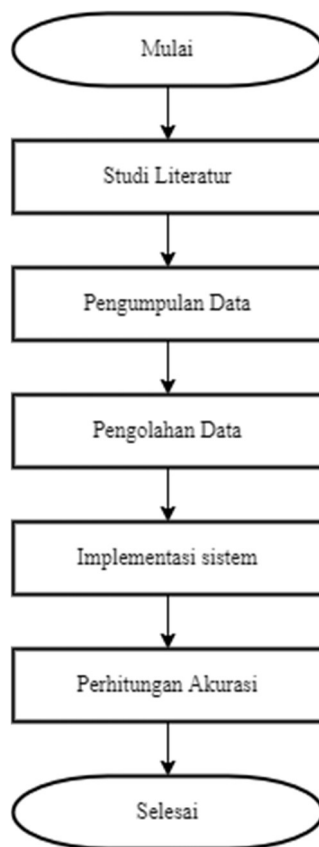 Mulai
Studi Literatur
Pengumpulan Data
Pengolahan Data
Implementasi sistem
Perhitungan Akurasi
Selesai